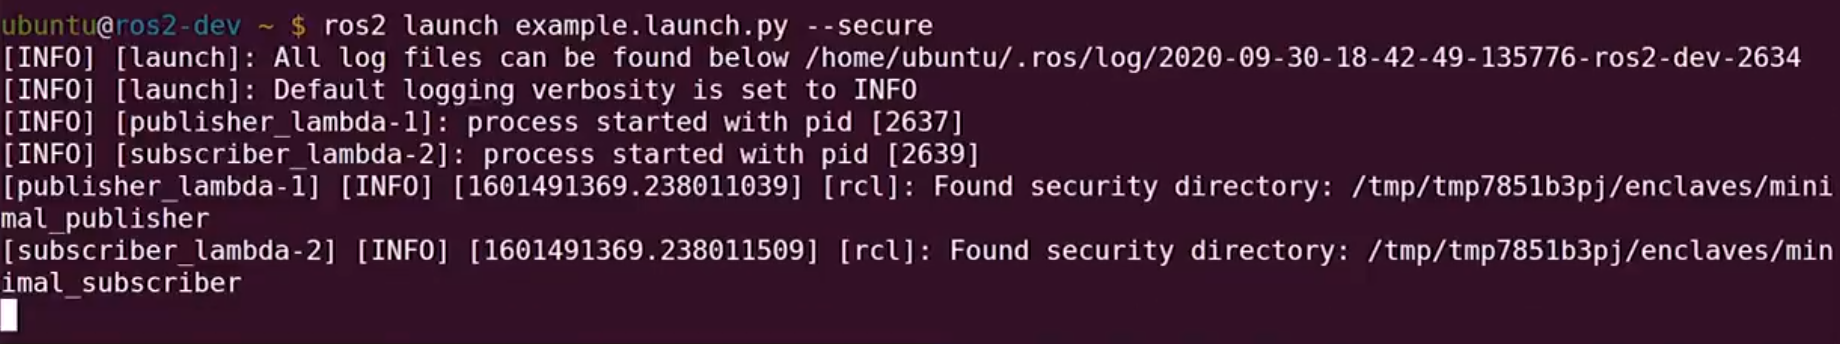 ubuntu@ros2-dev ~ $ ros2 launch example.launch.py --secure
[INFO] [launch]: All log files can be found below /home/ubuntu/.ros/log/2020-09-30-18-42-49-135776-ros2-dev-2634
[INFO] [launch]: Default logging verbosity is set to INFO
[INFO] [publisher_lambda-1]: process started with pid [2637]
[INFO] [subscriber_lambda-2]: process started with pid [2639]
[publisher_lambda-1] [INFO] [1601491369.238011039] [rcl]: Found security directory: /tmp/tmp7851b3pj/enclaves/mini
mal_publisher
[subscriber_lambda-2] [INFO] [1601491369.238011509] [rcl]: Found security directory: /tmp/tmp7851b3pj/enclaves/min
imal_subscriber